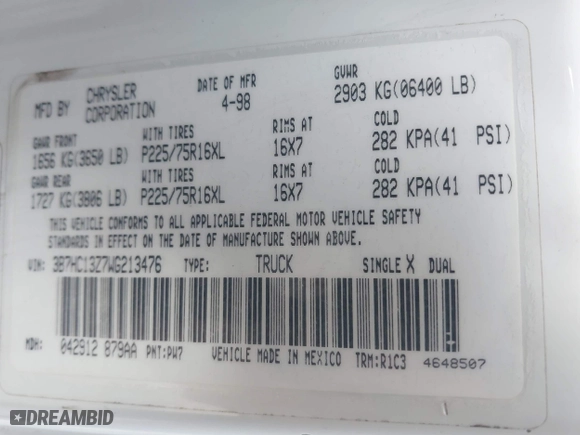 MFD BY CHRYSLER CORPORATION DATE OF MFR 4-98 GVWR 2903 KG(06400 LB)
GAWR FRONT WITH TIRES RIMS AT COLD
1656 KG(3650 LB) P225/75R16XL 16X7 282 KPA(41 PSI)
GAWR REAR WITH TIRES RIMS AT COLD
1727 KG(3806 LB) P225/75R16XL 16X7 282 KPA(41 PSI)
THIS VEHICLE CONFORMS TO ALL APPLICABLE FEDERAL MOTOR VEHICLE SAFETY
STANDARDS IN EFFECT ON THE DATE OF MANUFACTURE SHOWN ABOVE.
VIN: 3B7HC13Z7WG213476 TYPE: TRUCK SINGLE X DUAL
MDH: 042912 879AA PNT:PW7 VEHICLE MADE IN MEXICO TRM:R1C3 4648507
DREAMBID